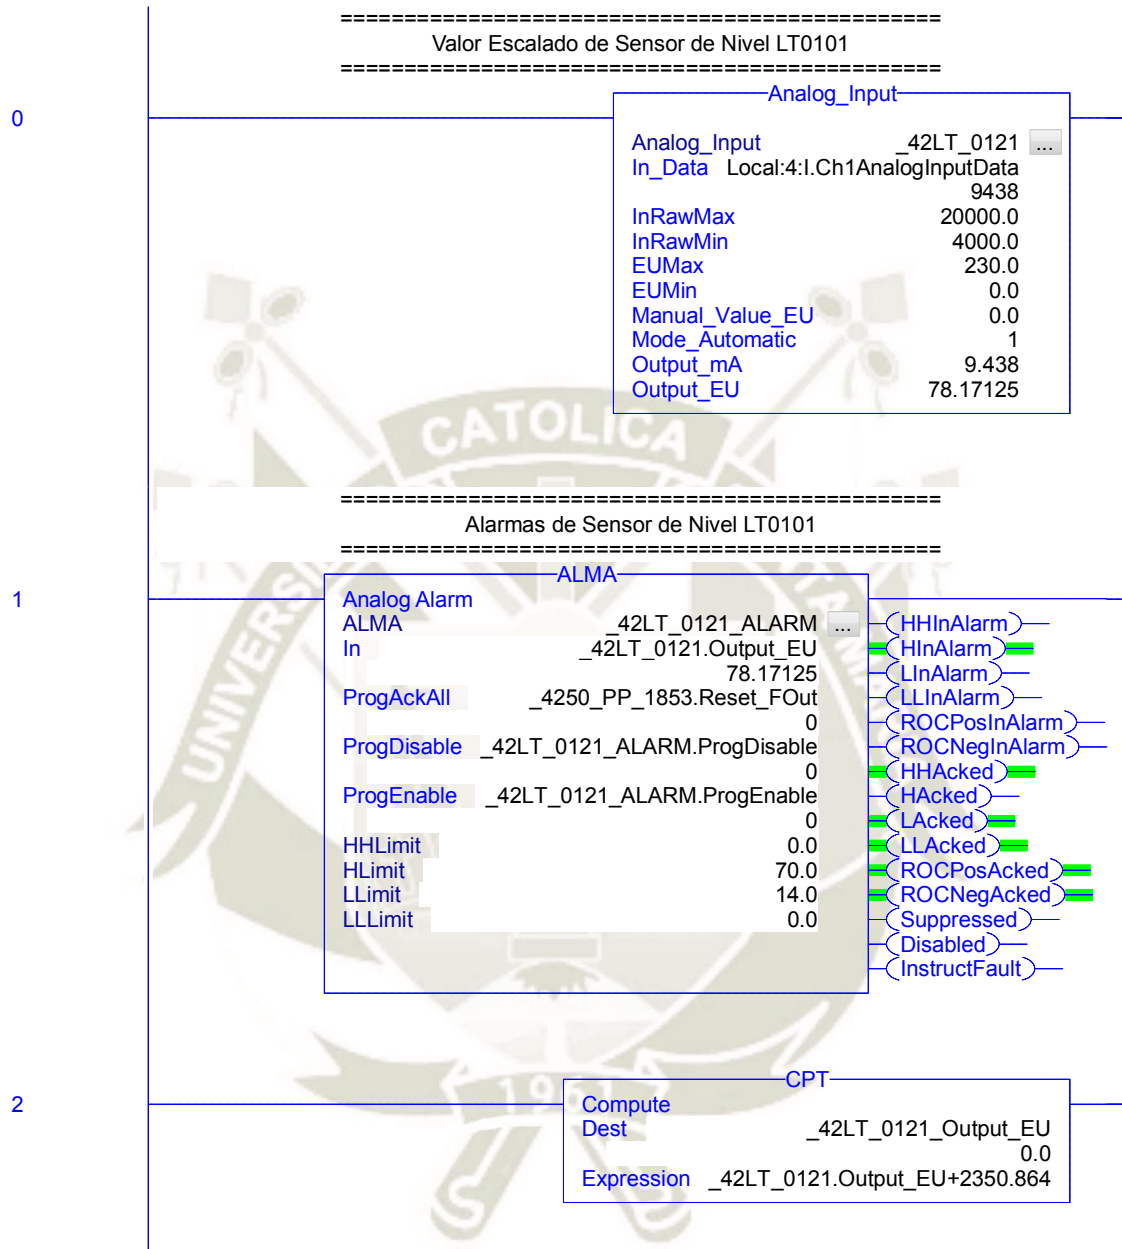 ==============================================
Valor Escalado de Sensor de Nivel LT0101
==============================================
0
Analog_Input
Analog_Input _42LT_0121 ...
In_Data Local:4:I.Ch1AnalogInputData
9438
InRawMax 20000.0
InRawMin 4000.0
EUMax 230.0
EUMin 0.0
Manual_Value_EU 0.0
Mode_Automatic 1
Output_mA 9.438
Output_EU 78.17125
CATOLICA
==============================================
Alarmas de Sensor de Nivel LT0101
==============================================
1
ALMA
Analog Alarm
ALMA _42LT_0121_ALARM ... HHInAlarm
In _42LT_0121.Output_EU HInAlarm
78.17125 LInAlarm
ProgAckAll _4250_PP_1853.Reset_FOut LLInAlarm
0 ROCPosInAlarm
ProgDisable _42LT_0121_ALARM.ProgDisable ROCNegInAlarm
0 HHAcked
ProgEnable _42LT_0121_ALARM.ProgEnable HAcked
0 LAcked
HHLimit 0.0 LLAcked
HLimit 70.0 ROCPosAcked
LLimit 14.0 ROCNegAcked
LLLimit 0.0 Suppressed
Disabled
InstructFault
2
CPT
Compute
Dest _42LT_0121_Output_EU
0.0
Expression _42LT_0121.Output_EU+2350.864